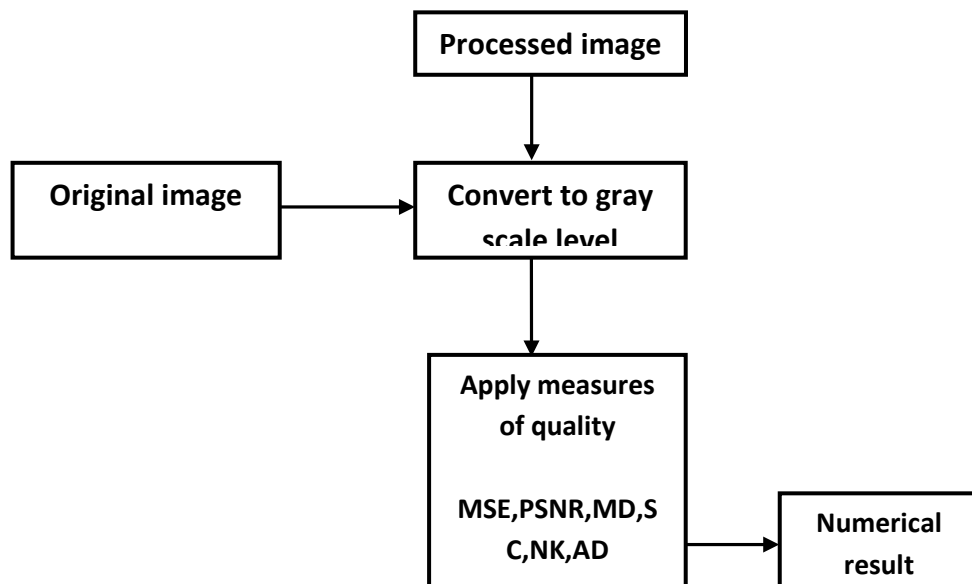 Processed image
Original image
Convert to gray
scale level
Apply measures
of quality
MSE,PSNR,MD,S
C,NK,AD
Numerical
result